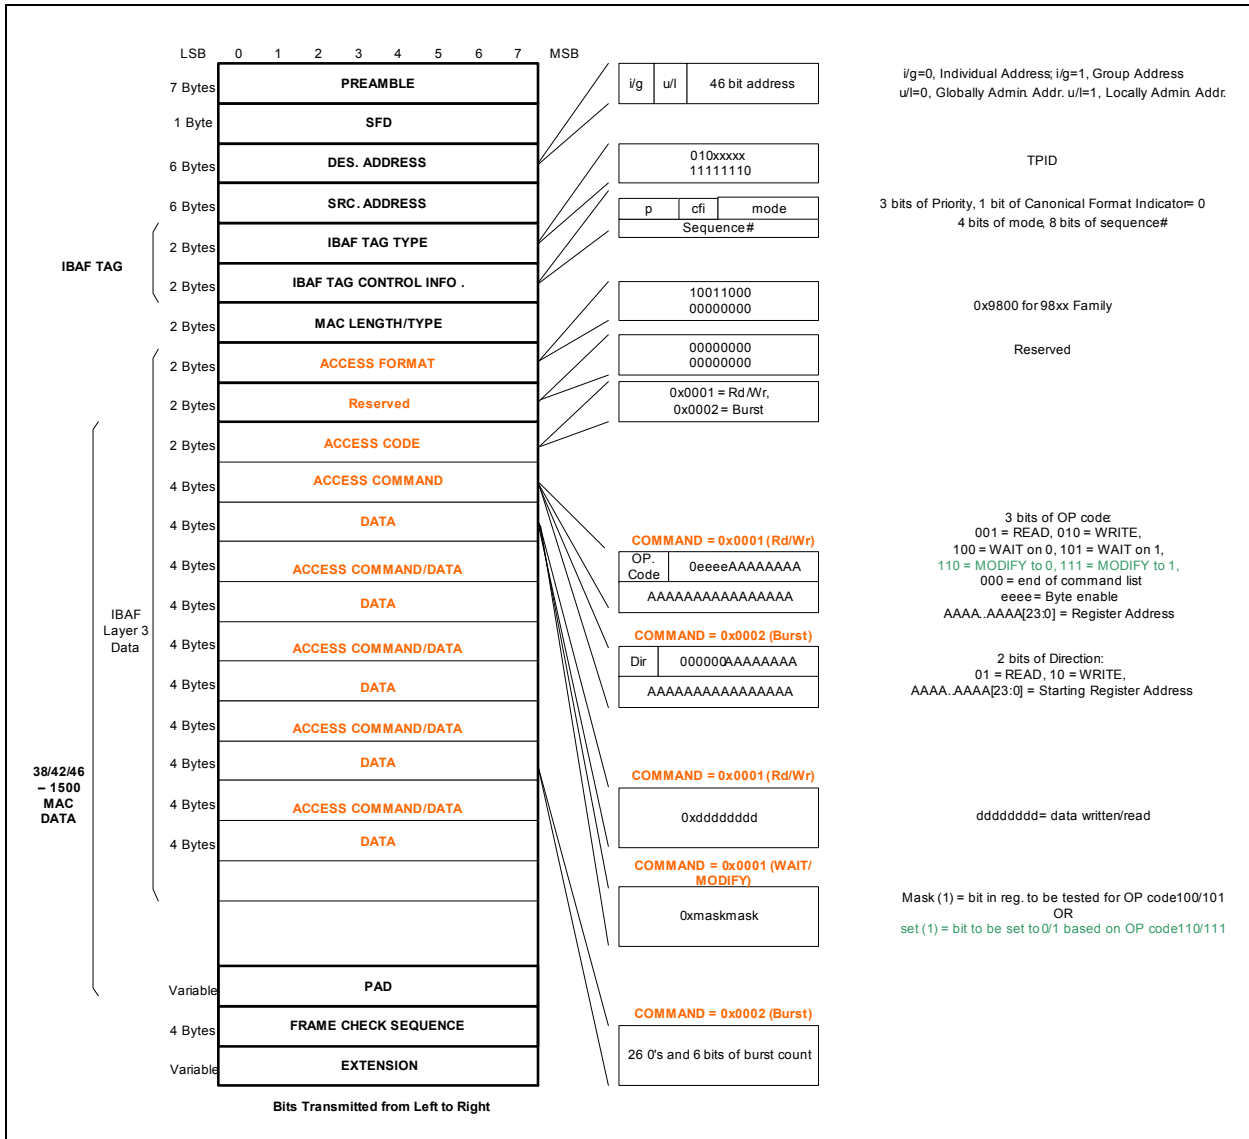 LSB 0 1 2 3 4 5 6 7 MSB
7 Bytes PREAMBLE
i/g u/l 46 bit address
i/g=0, Individual Address; i/g=1, Group Address
u/l=0, Globally Admin. Addr. u/l=1, Locally Admin. Addr.
1 Byte SFD
6 Bytes DES. ADDRESS
010xxxxx
11111110
TPID
6 Bytes SRC. ADDRESS
p cfi mode
Sequence#
3 bits of Priority, 1 bit of Canonical Format Indicator= 0
4 bits of mode, 8 bits of sequence#
IBAF TAG
2 Bytes IBAF TAG TYPE
2 Bytes IBAF TAG CONTROL INFO .
10011000
00000000
0x9800 for 98xx Family
2 Bytes MAC LENGTH/TYPE
00000000
00000000
Reserved
2 Bytes ACCESS FORMAT
2 Bytes Reserved
0x0001 = Rd/Wr,
0x0002 = Burst
2 Bytes ACCESS CODE
4 Bytes ACCESS COMMAND
4 Bytes DATA
COMMAND = 0x0001 (Rd/Wr)
OP.
Code
0eeeeAAAAAAAA
AAAAAAAAAAAAAAAA
3 bits of OP code:
001 = READ, 010 = WRITE,
100 = WAIT on 0, 101 = WAIT on 1,
110 = MODIFY to 0, 111 = MODIFY to 1,
000 = end of command list
eeee = Byte enable
AAAA..AAAA[23:0] = Register Address
4 Bytes ACCESS COMMAND/DATA
4 Bytes DATA
IBAF
Layer 3
Data
4 Bytes ACCESS COMMAND/DATA
COMMAND = 0x0002 (Burst)
Dir 000000AAAAAAAA
AAAAAAAAAAAAAAAA
2 bits of Direction:
01 = READ, 10 = WRITE,
AAAA..AAAA[23:0] = Starting Register Address
4 Bytes DATA
4 Bytes ACCESS COMMAND/DATA
4 Bytes DATA
38/42/46
– 1500
MAC
DATA
COMMAND = 0x0001 (Rd/Wr)
0xdddddddd
dddddddd= data written/read
4 Bytes ACCESS COMMAND/DATA
4 Bytes DATA
COMMAND = 0x0001 (WAIT/
MODIFY)
0xmaskmask
Mask (1) = bit in reg. to be tested for OP code100/101
OR
set (1) = bit to be set to 0/1 based on OP code110/111
Variable PAD
COMMAND = 0x0002 (Burst)
26 0's and 6 bits of burst count
4 Bytes FRAME CHECK SEQUENCE
Variable EXTENSION
Bits Transmitted from Left to Right